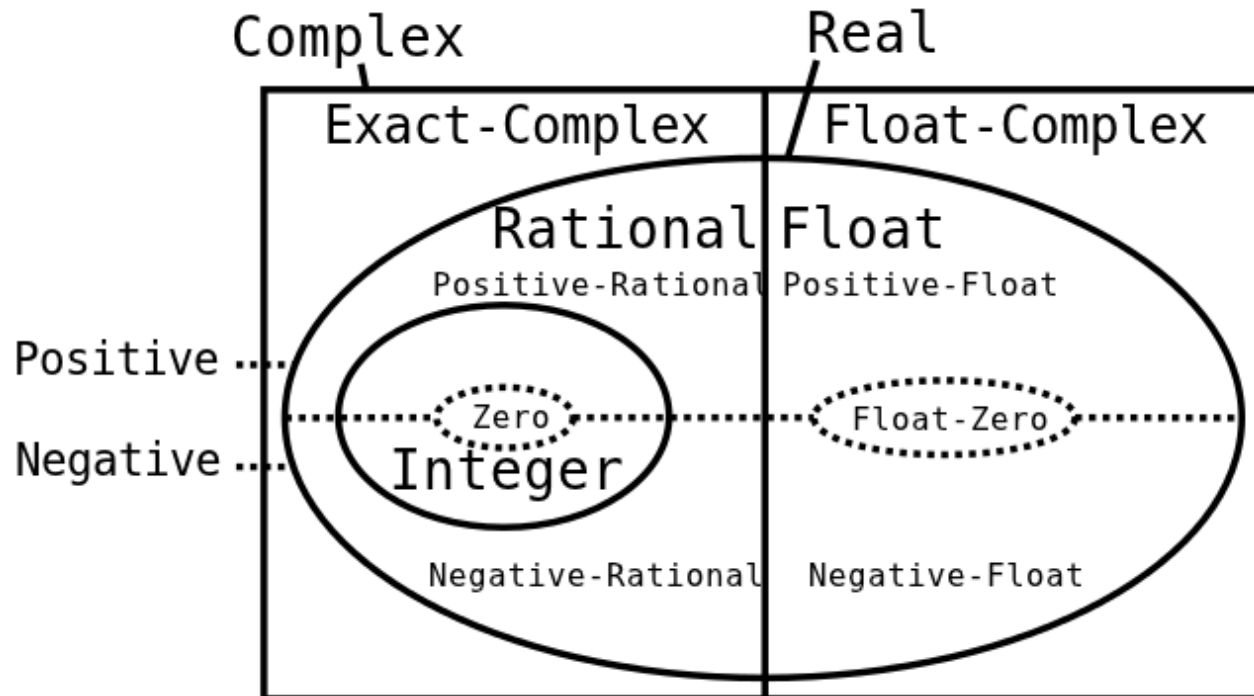 Complex
Real
Exact-Complex
Float-Complex
Rational
Float
Positive-Rational
Positive-Float
Positive
Zero
Float-Zero
Negative
Integer
Negative-Rational
Negative-Float